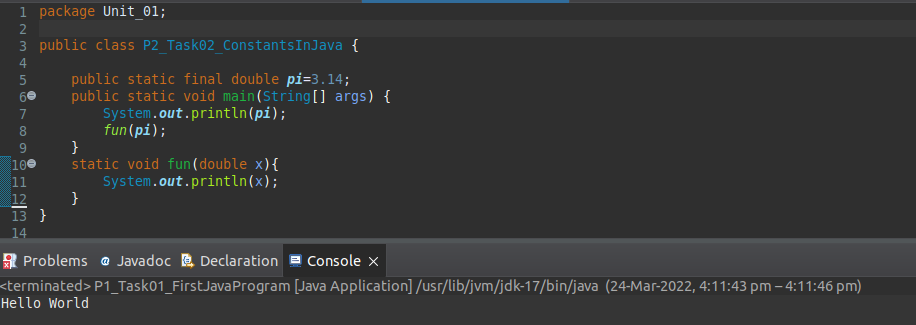 1 package Unit_01;
2
3 public class P2_Task02_ConstantsInJava {
4
5     public static final double pi=3.14;
6     public static void main(String[] args) {
7         System.out.println(pi);
8         fun(pi);
9     }
10     static void fun(double x){
11         System.out.println(x);
12     }
13 }
14
Problems @ Javadoc Declaration Console
<terminated> P1_Task01_FirstJavaProgram [Java Application] /usr/lib/jvm/jdk-17/bin/java (24-Mar-2022, 4:11:43 pm – 4:11:46 pm)
Hello World